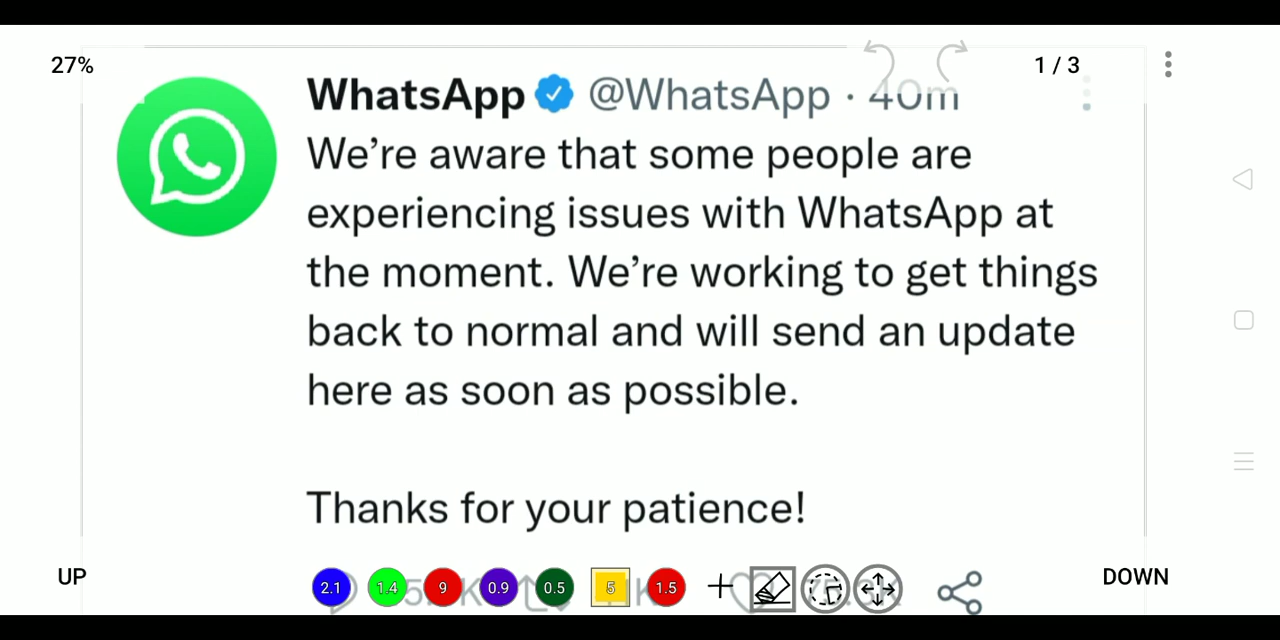 27%
1 / 3
WhatsApp @WhatsApp · 40m
We’re aware that some people are
experiencing issues with WhatsApp at
the moment. We’re working to get things
back to normal and will send an update
here as soon as possible.
Thanks for your patience!
UP
2.1 1.4 9 0.9 0.5 5 1.5
DOWN